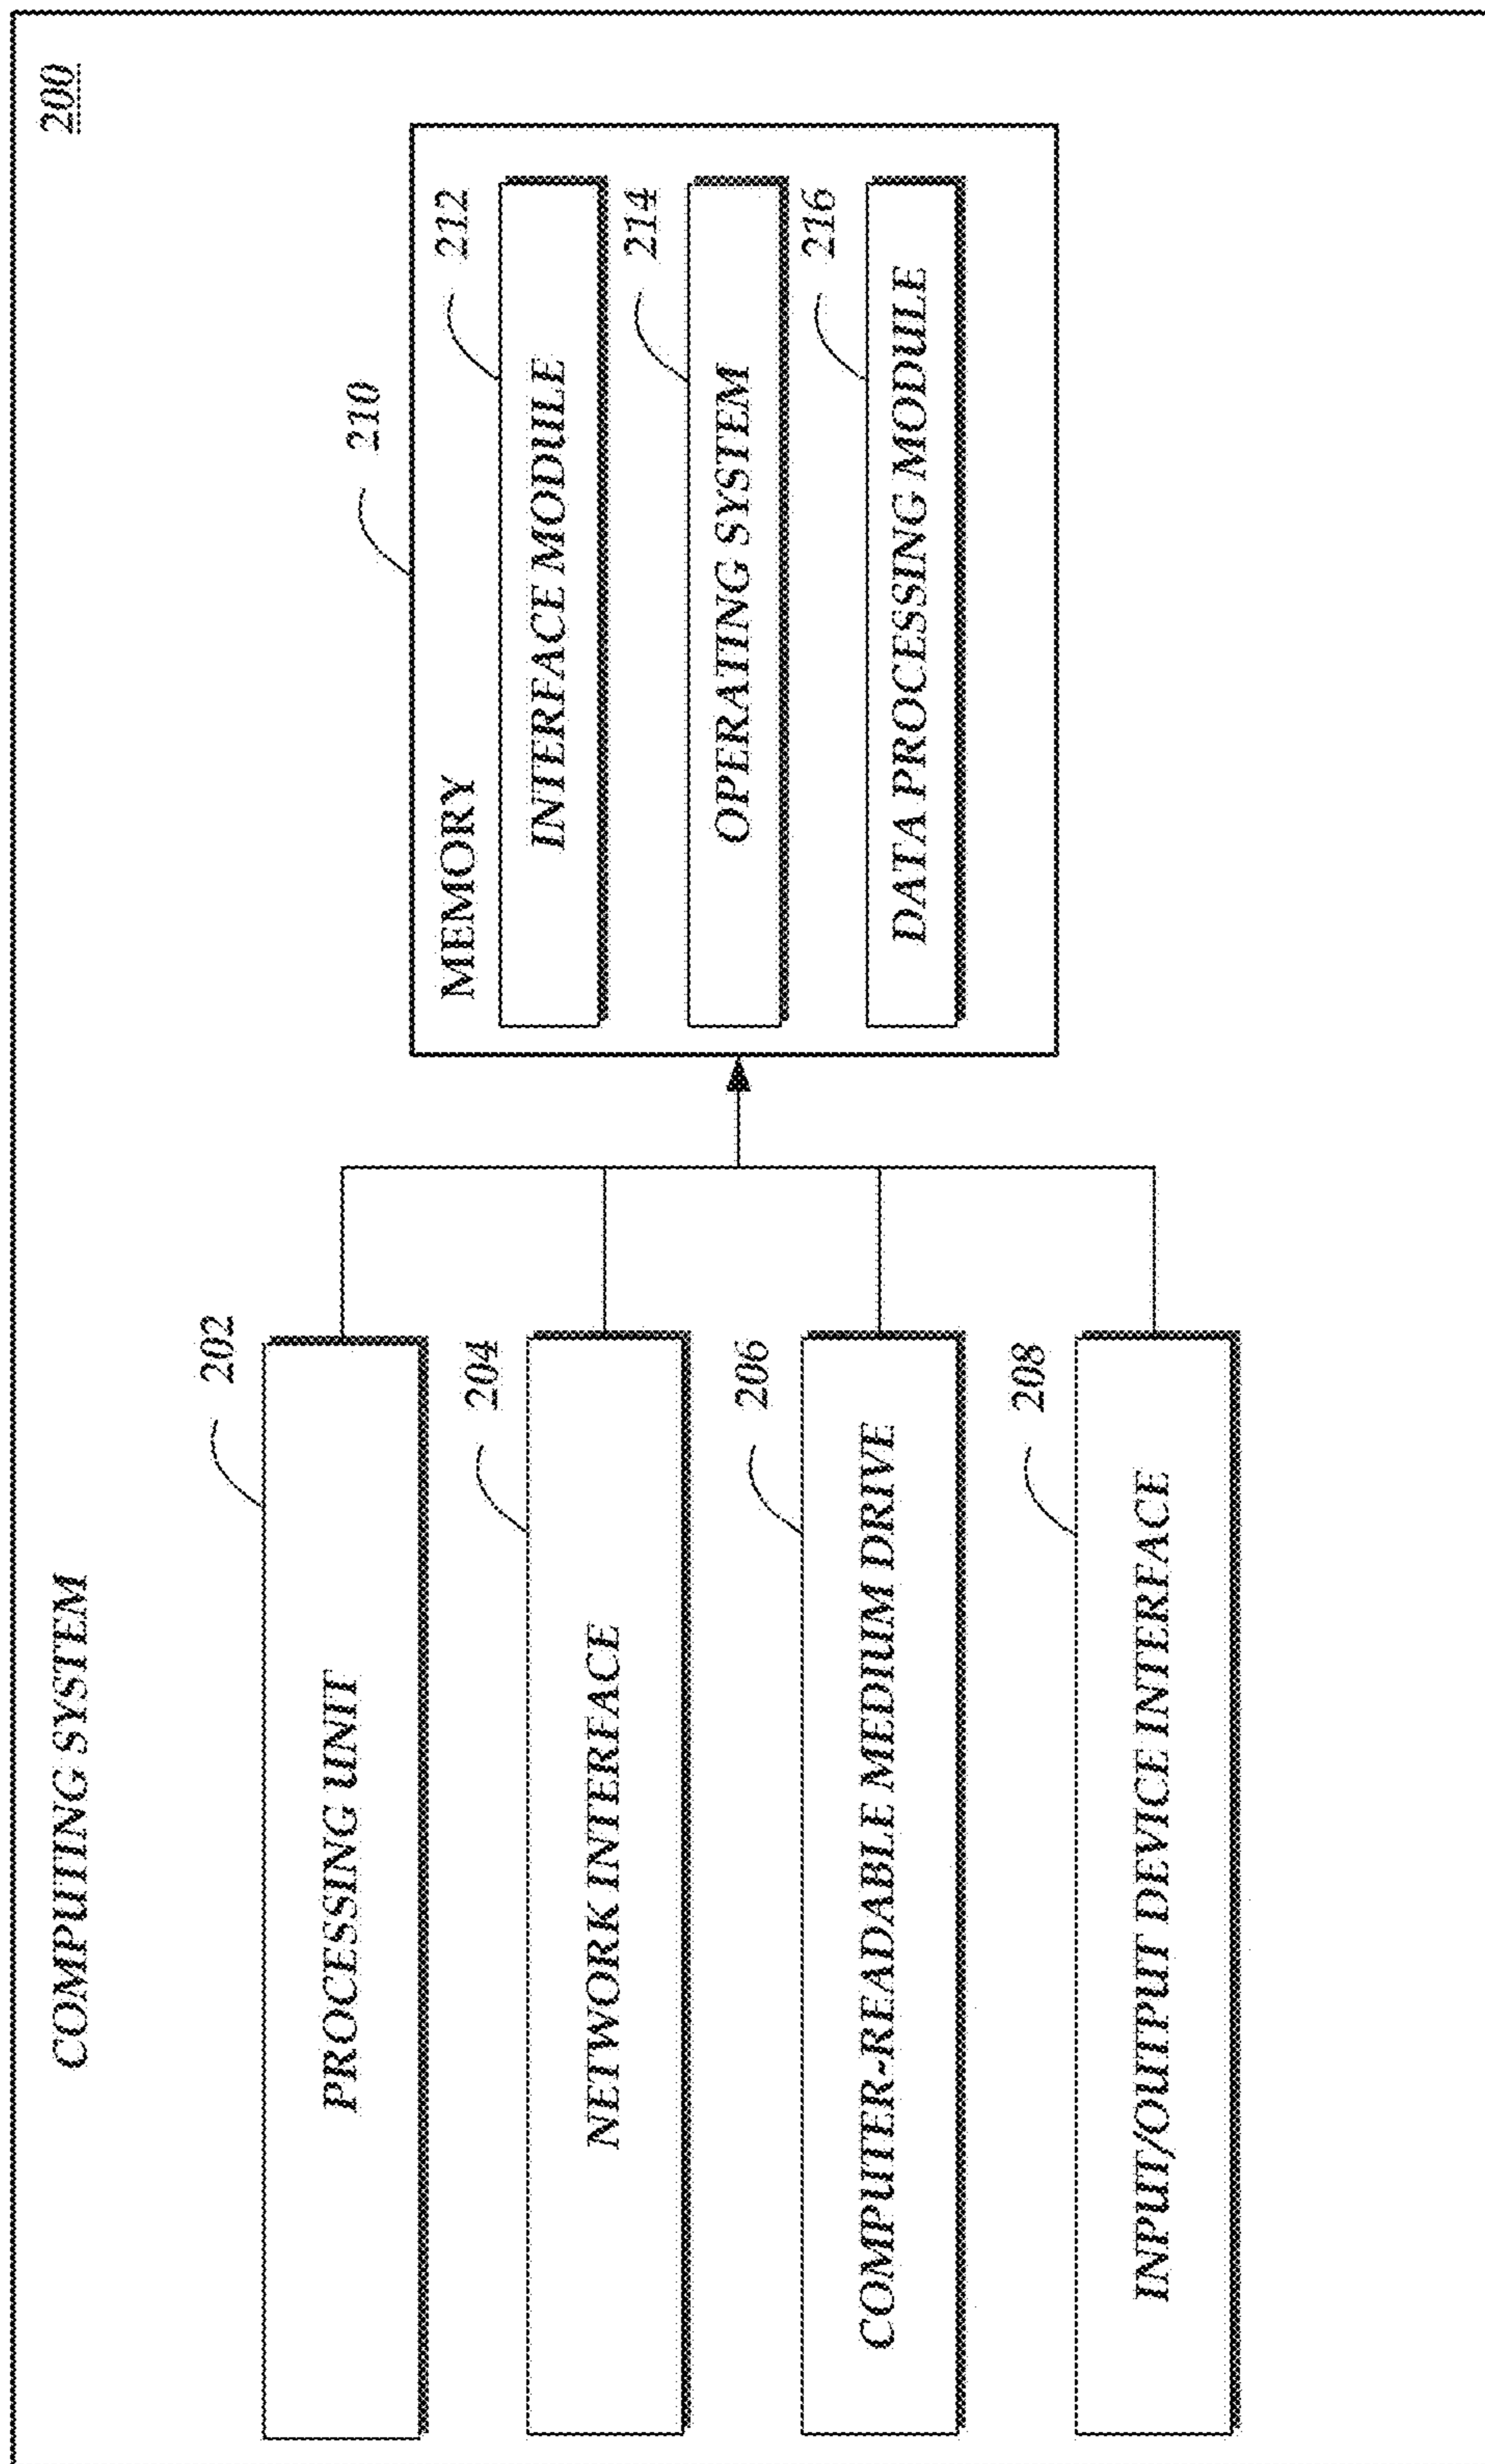 COMPUTING SYSTEM
200
202
PROCESSING UNIT
204
NETWORK INTERFACE
206
COMPUTER-READABLE MEDIUM DRIVE
208
INPUT/OUTPUT DEVICE INTERFACE
210
MEMORY
212
INTERFACE MODULE
214
OPERATING SYSTEM
216
DATA PROCESSING MODULE